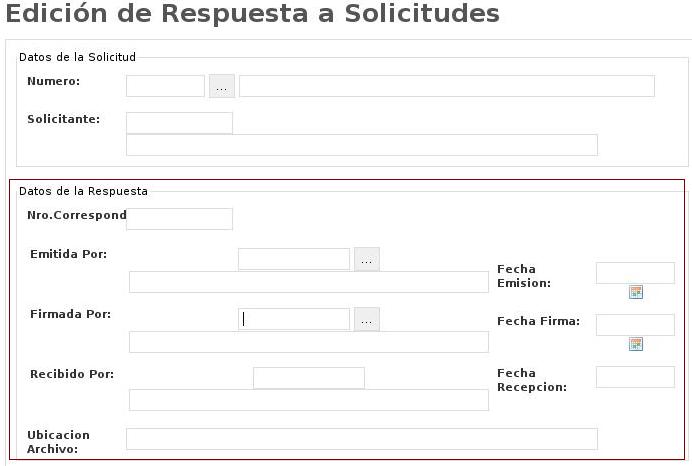 Edición de Respuesta a Solicitudes
Datos de la Solicitud
Numero:
...
Solicitante:
Datos de la Respuesta
Nro.Correspond
Emitida Por:
...
Fecha
Emision:
Firmada Por:
...
Fecha Firma:
Recibido Por:
Fecha
Recepcion:
Ubicacion
Archivo: